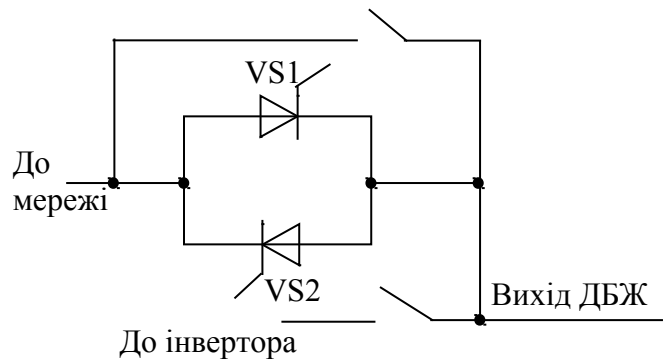 VS1
До
мережі
VS2
Вихід ДБЖ
До інвертора